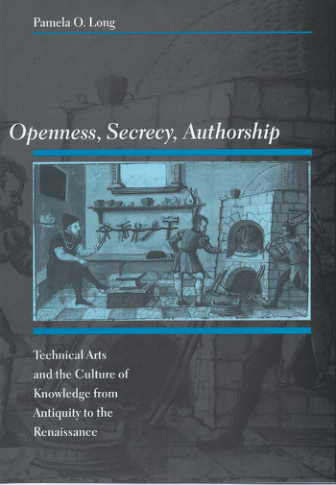 Pamela O. Long
Openness, Secrecy, Authorship
Technical Arts
and the Culture of
Knowledge from
Antiquity to the
Renaissance